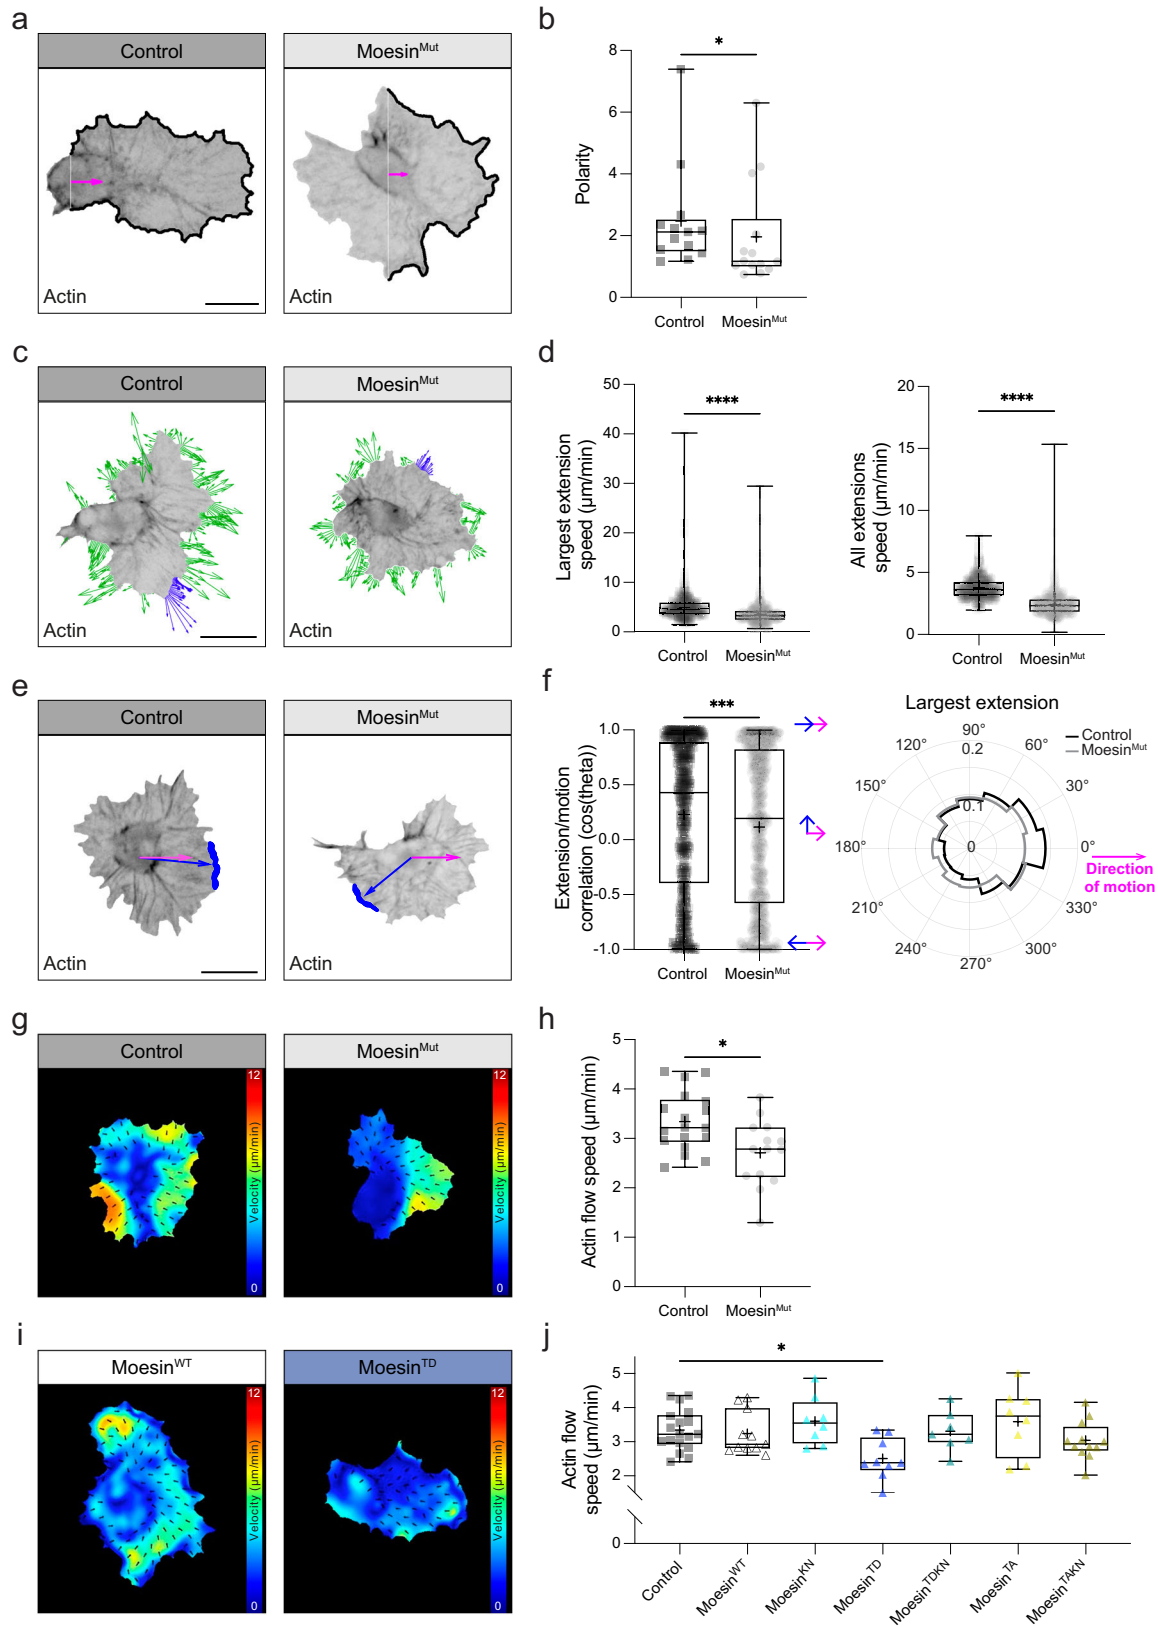 a
Control
Moesin^Mut
Actin
Actin
b
Polarity
8
6
4
2
0
*
Control
Moesin^Mut
c
Control
Moesin^Mut
Actin
Actin
d
Largest extension
speed (µm/min)
50
40
30
20
10
0
****
Control
Moesin^Mut
All extensions
speed (µm/min)
20
15
10
5
0
****
Control
Moesin^Mut
e
Control
Moesin^Mut
Actin
Actin
f
Extension/motion
correlation (cos(theta))
1.0
0.5
0.0
-0.5
-1.0
***
Control
Moesin^Mut
Largest extension
Control
Moesin^Mut
90°
60°
30°
0°
330°
300°
270°
240°
210°
180°
150°
120°
0.2
0.1
0
Direction
of motion
g
Control
Moesin^Mut
12
Velocity (µm/min)
0
12
Velocity (µm/min)
0
h
Actin flow speed (µm/min)
5
4
3
2
1
0
*
Control
Moesin^Mut
i
Moesin^WT
Moesin^TD
12
Velocity (µm/min)
0
12
Velocity (µm/min)
0
j
Actin flow
speed (µm/min)
5
4
3
2
0
*
Control
Moesin^WT
Moesin^KN
Moesin^TD
Moesin^TDKN
Moesin^TA
Moesin^TAKN